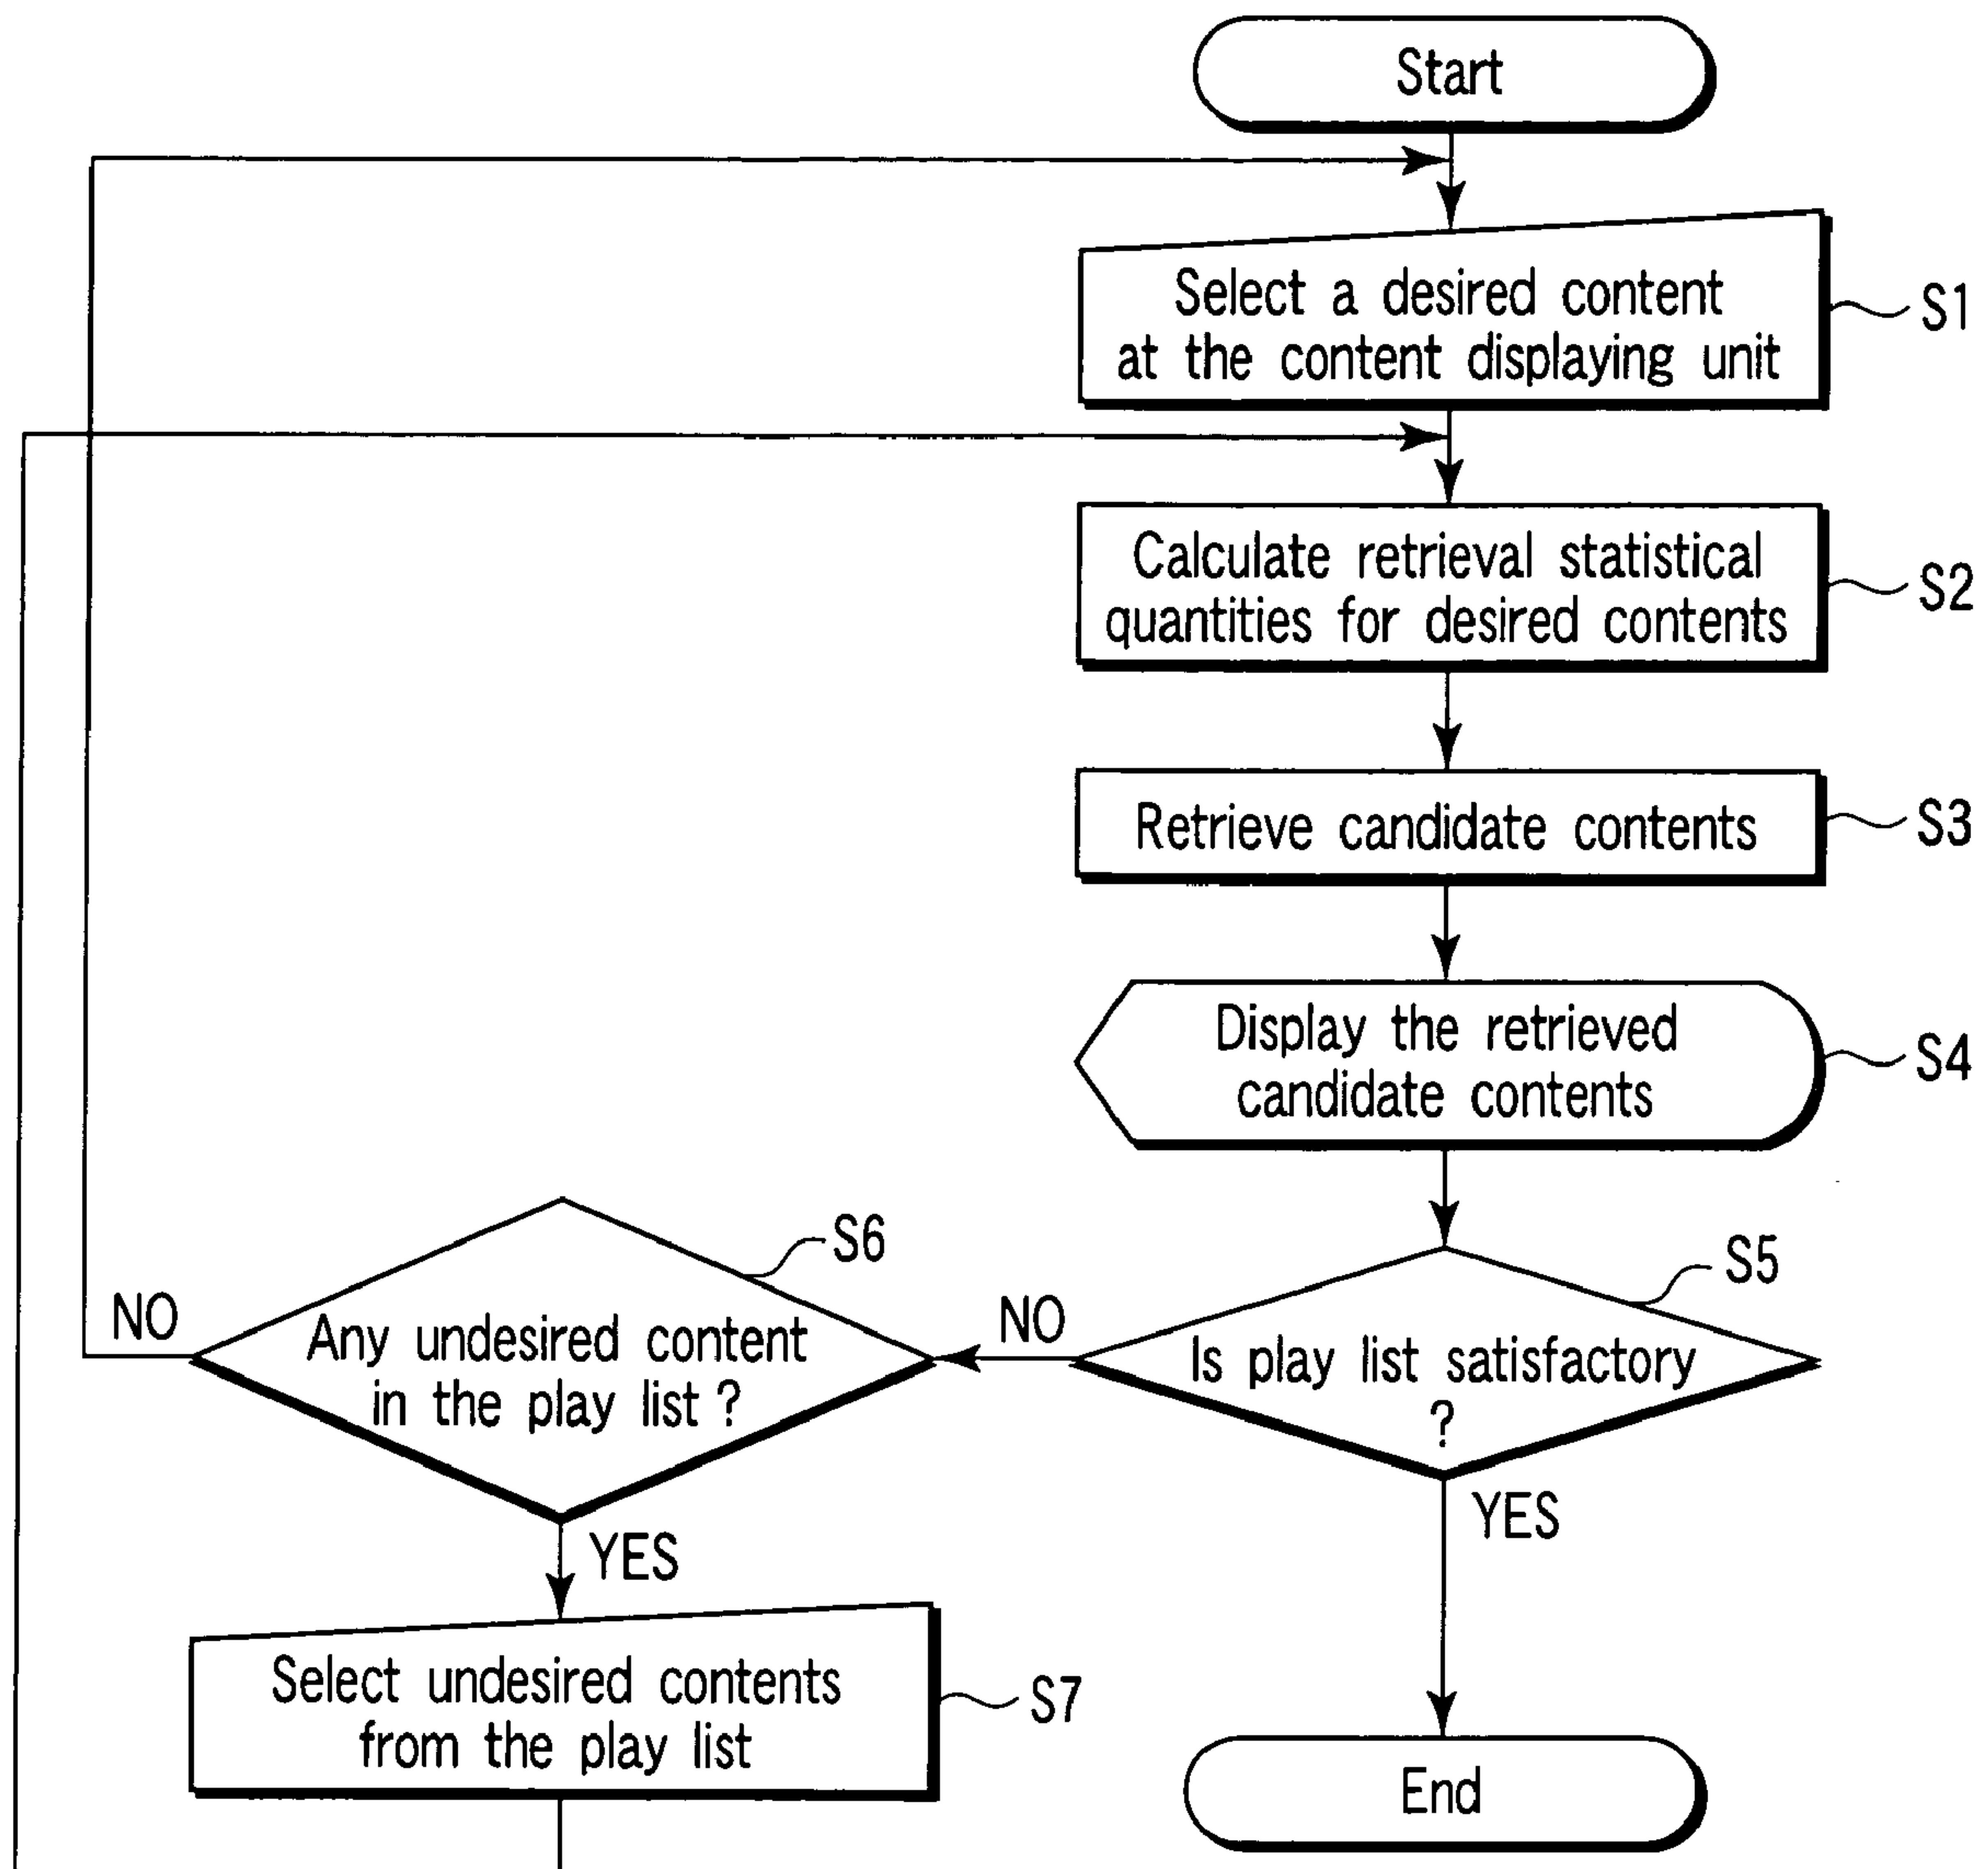 Start
Select a desired content
at the content displaying unit
S1
Calculate retrieval statistical
quantities for desired contents
S2
Retrieve candidate contents
S3
Display the retrieved
candidate contents
S4
Is play list satisfactory
?
S5
NO
YES
Any undesired content
in the play list ?
S6
NO
YES
Select undesired contents
from the play list
S7
End